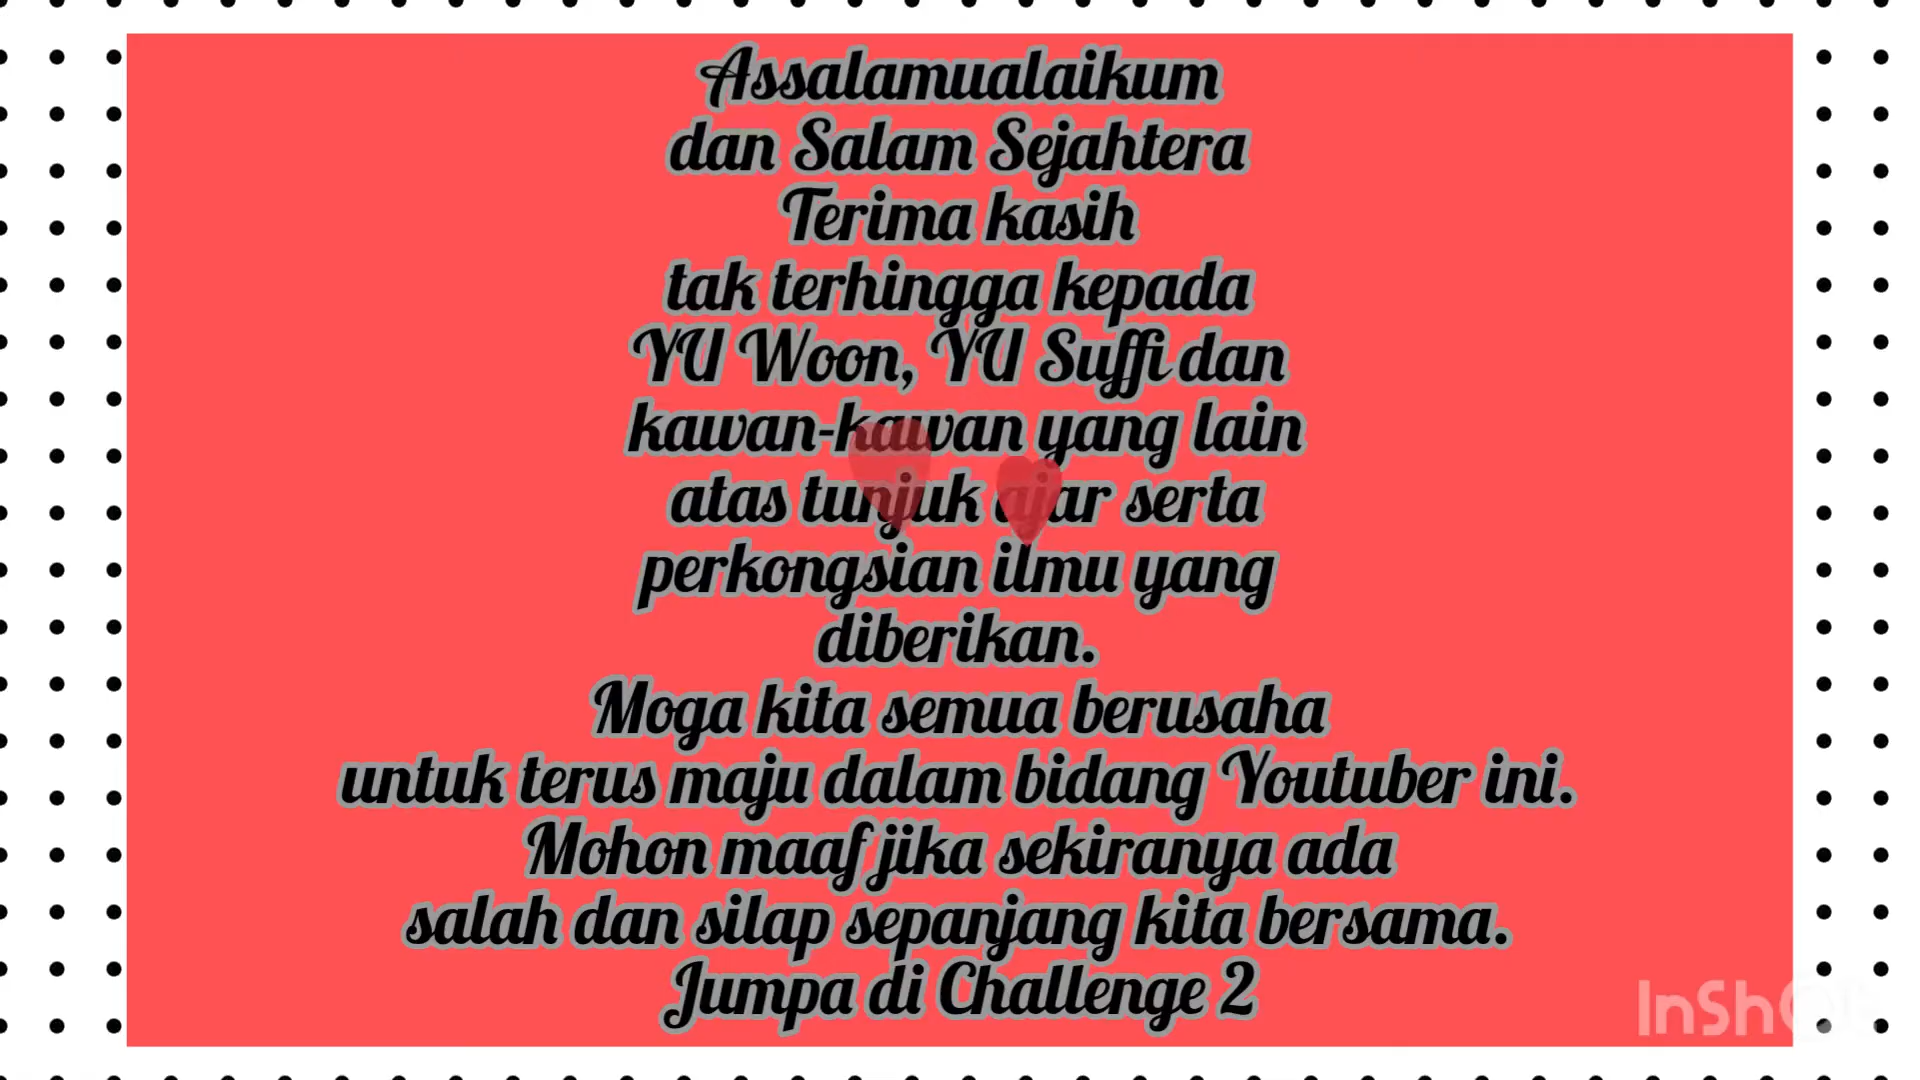 Assalamualaikum
dan Salam Sejahtera
Terima kasih
tak terhingga kepada
YU Woon, YU Suffi dan
kawan-kawan yang lain
atas tunjuk ajar serta
perkongsian ilmu yang
diberikan.
Moga kita semua berusaha
untuk terus maju dalam bidang Youtuber ini.
Mohon maaf jika sekiranya ada
salah dan silap sepanjang kita bersama.
Jumpa di Challenge 2
InShOt